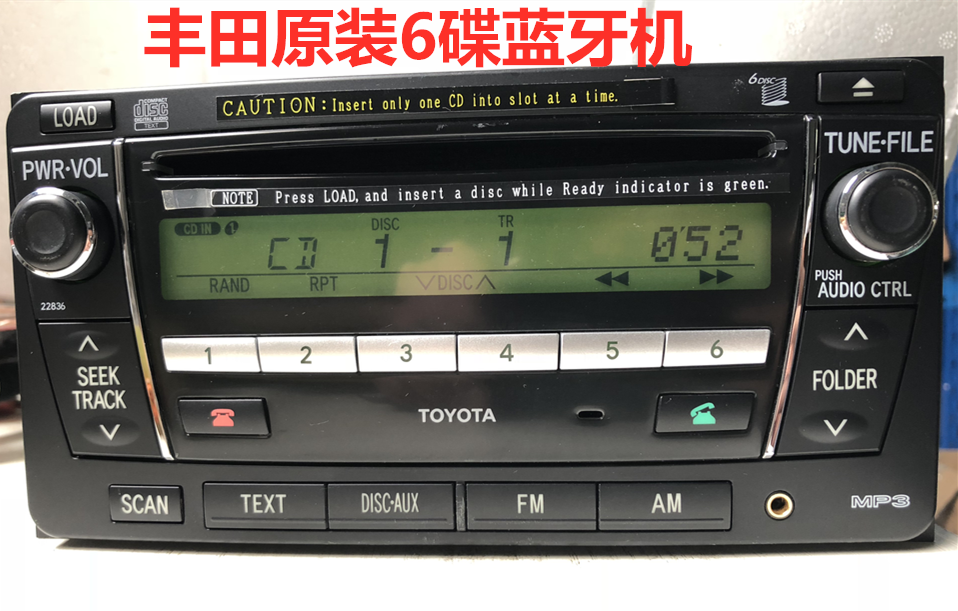 丰田原装6碟蓝牙机
LOAD
COMPACT
disc
DIGITAL AUDIO
TEXT
CAUTION:Insert only one CD into slot at a time.
6DISC
PWR·VOL
TUNE·FILE
NOTE Press LOAD, and insert a disc while Ready indicator is green.
CD IN 1
DISC TR
CD 1 - 1 0'52
RAND RPT DISC
22836
PUSH
AUDIO CTRL
1 2 3 4 5 6
SEEK
TRACK
FOLDER
TOYOTA
SCAN TEXT DISC·AUX FM AM MP3